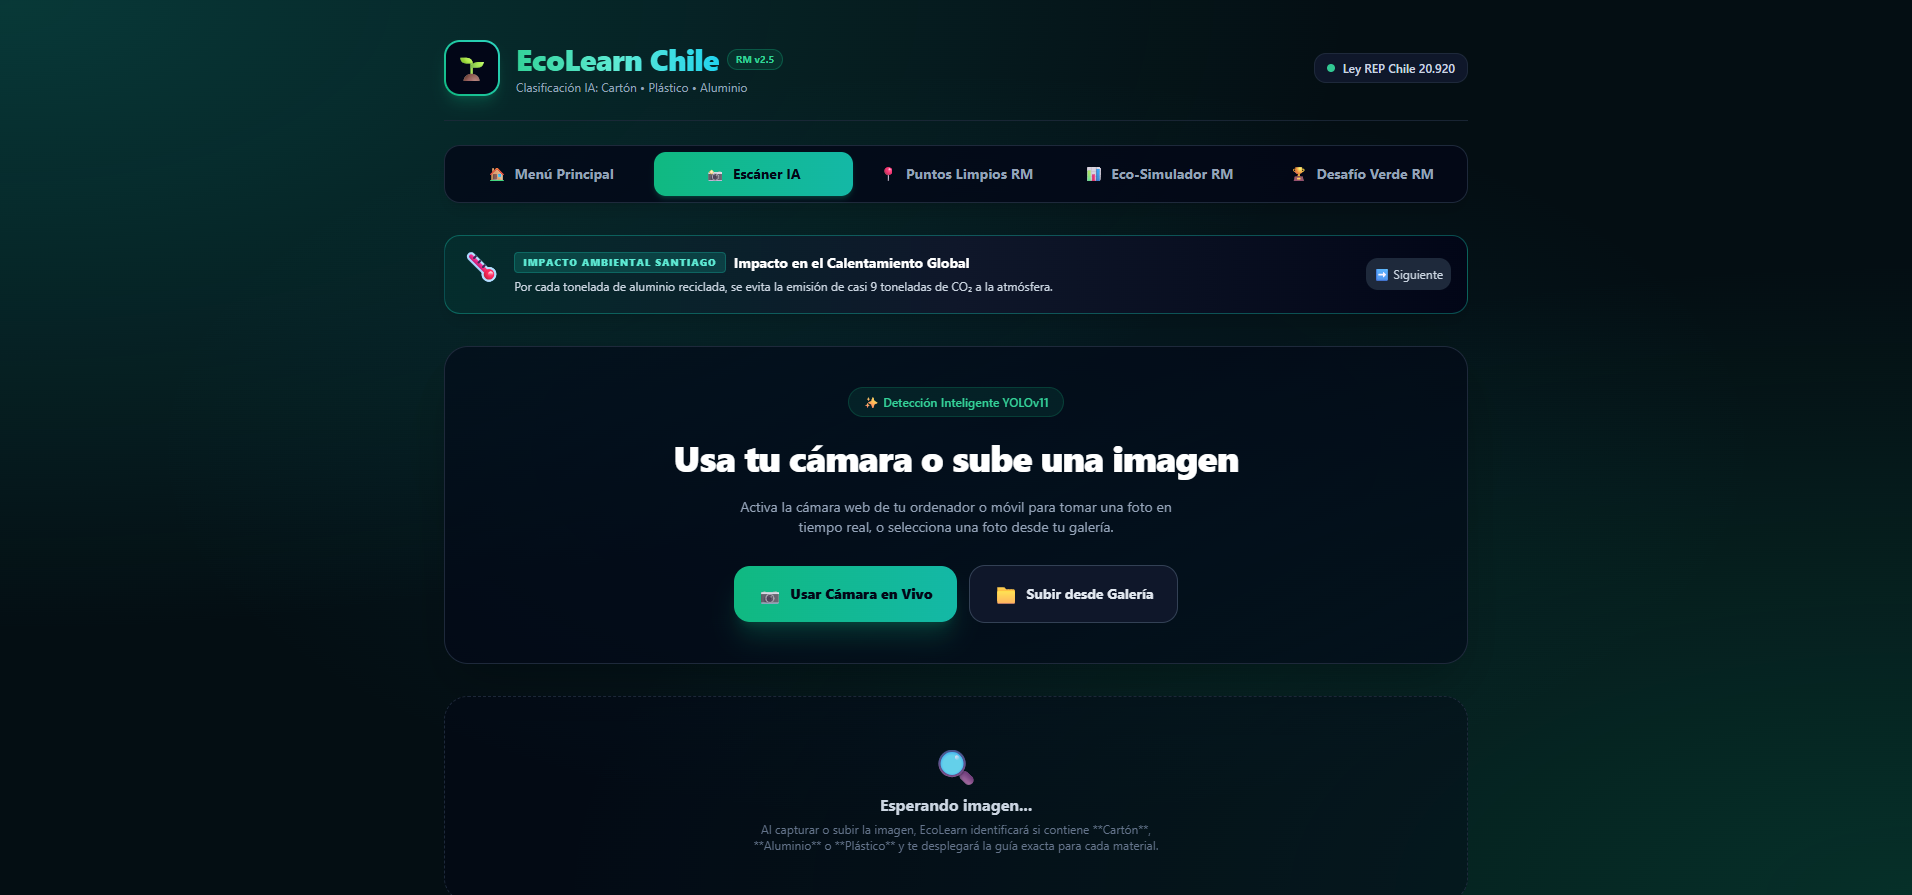 EcoLearn Chile
RM v2.5
Clasificación IA: Cartón • Plástico • Aluminio
Ley REP Chile 20.920
Menú Principal
Escáner IA
Puntos Limpios RM
Eco-Simulador RM
Desafío Verde RM
IMPACTO AMBIENTAL SANTIAGO
Impacto en el Calentamiento Global
Por cada tonelada de aluminio reciclada, se evita la emisión de casi 9 toneladas de CO₂ a la atmósfera.
Siguiente
Detección Inteligente YOLOv11
Usa tu cámara o sube una imagen
Activa la cámara web de tu ordenador o móvil para tomar una foto en
tiempo real, o selecciona una foto desde tu galería.
Usar Cámara en Vivo
Subir desde Galería
Esperando imagen...
Al capturar o subir la imagen, EcoLearn identificará si contiene **Cartón**,
**Aluminio** o **Plástico** y te desplegará la guía exacta para cada material.